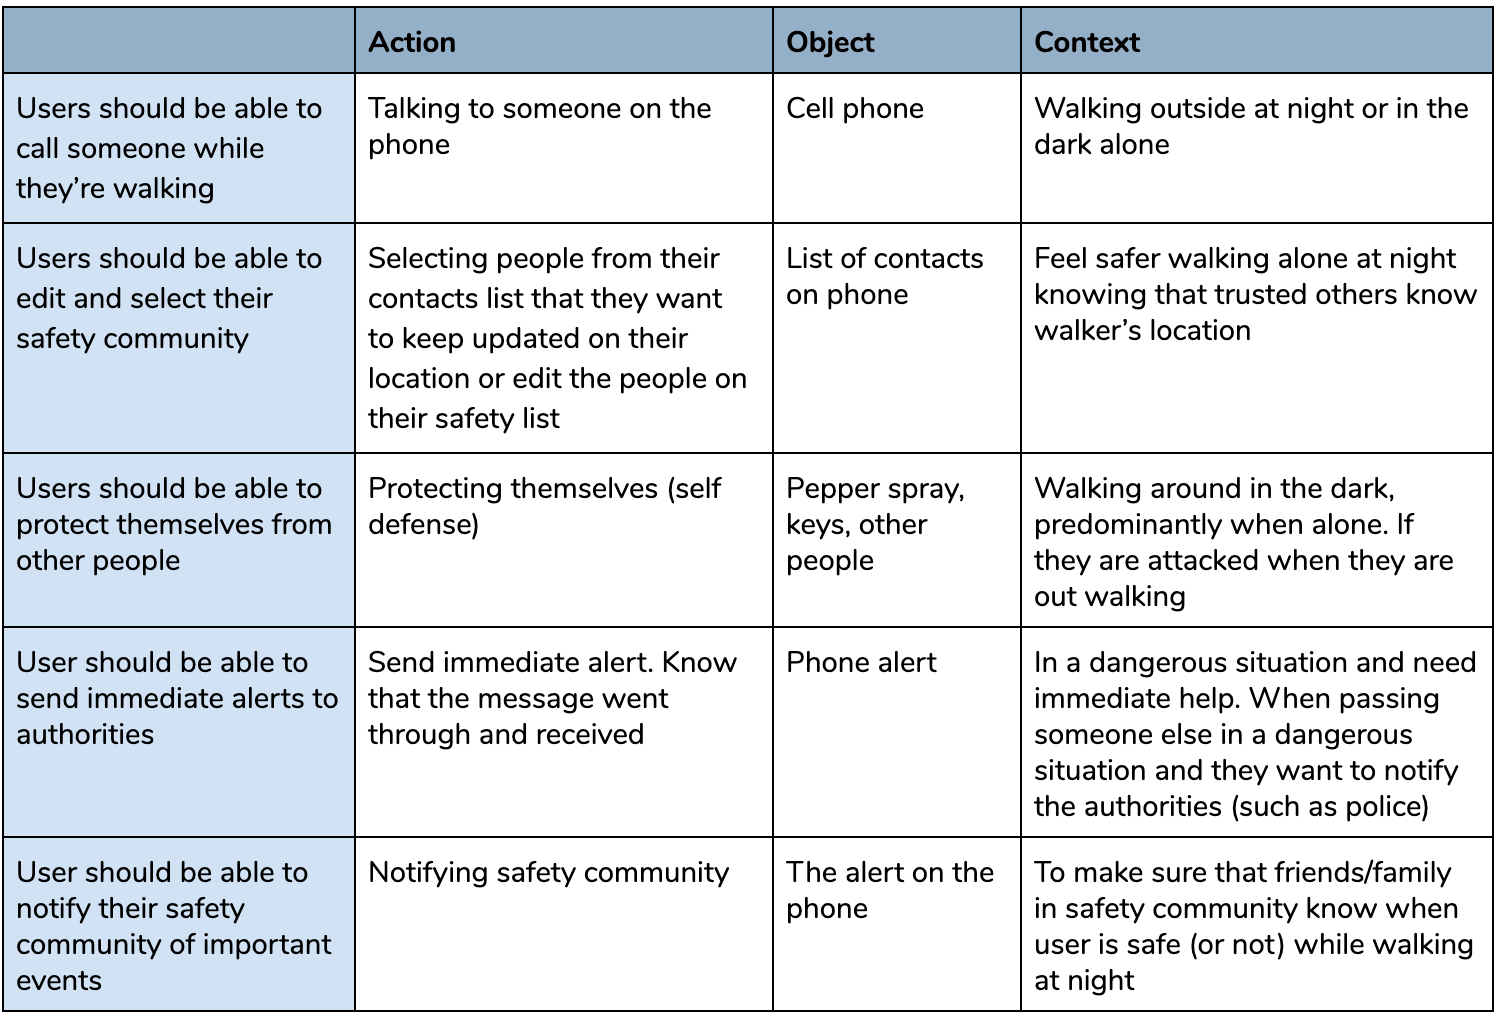 Action
Object
Context
Users should be able to
call someone while
they’re walking
Talking to someone on the
phone
Cell phone
Walking outside at night or in the
dark alone
Users should be able to
edit and select their
safety community
Selecting people from their
contacts list that they want
to keep updated on their
location or edit the people on
their safety list
List of contacts
on phone
Feel safer walking alone at night
knowing that trusted others know
walker’s location
Users should be able to
protect themselves from
other people
Protecting themselves (self
defense)
Pepper spray,
keys, other
people
Walking around in the dark,
predominantly when alone. If
they are attacked when they are
out walking
User should be able to
send immediate alerts to
authorities
Send immediate alert. Know
that the message went
through and received
Phone alert
In a dangerous situation and need
immediate help. When passing
someone else in a dangerous
situation and they want to notify
the authorities (such as police)
User should be able to
notify their safety
community of important
events
Notifying safety community
The alert on the
phone
To make sure that friends/family
in safety community know when
user is safe (or not) while walking
at night